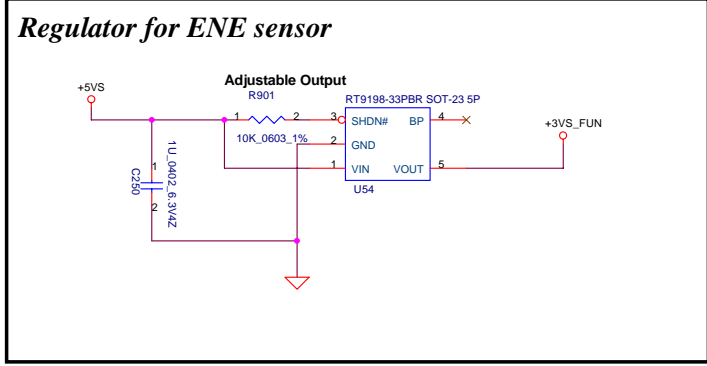 Regulator for ENE sensor
Adjustable Output
+5VS
R901
RT9198-33PBR SOT-23 5P
1
2
3
SHDN#
BP
4
+3VS_FUN
10K_0603_1%
2
GND
1
VIN
VOUT
5
U54
1
C250
1U_0402_6.3V4Z
2